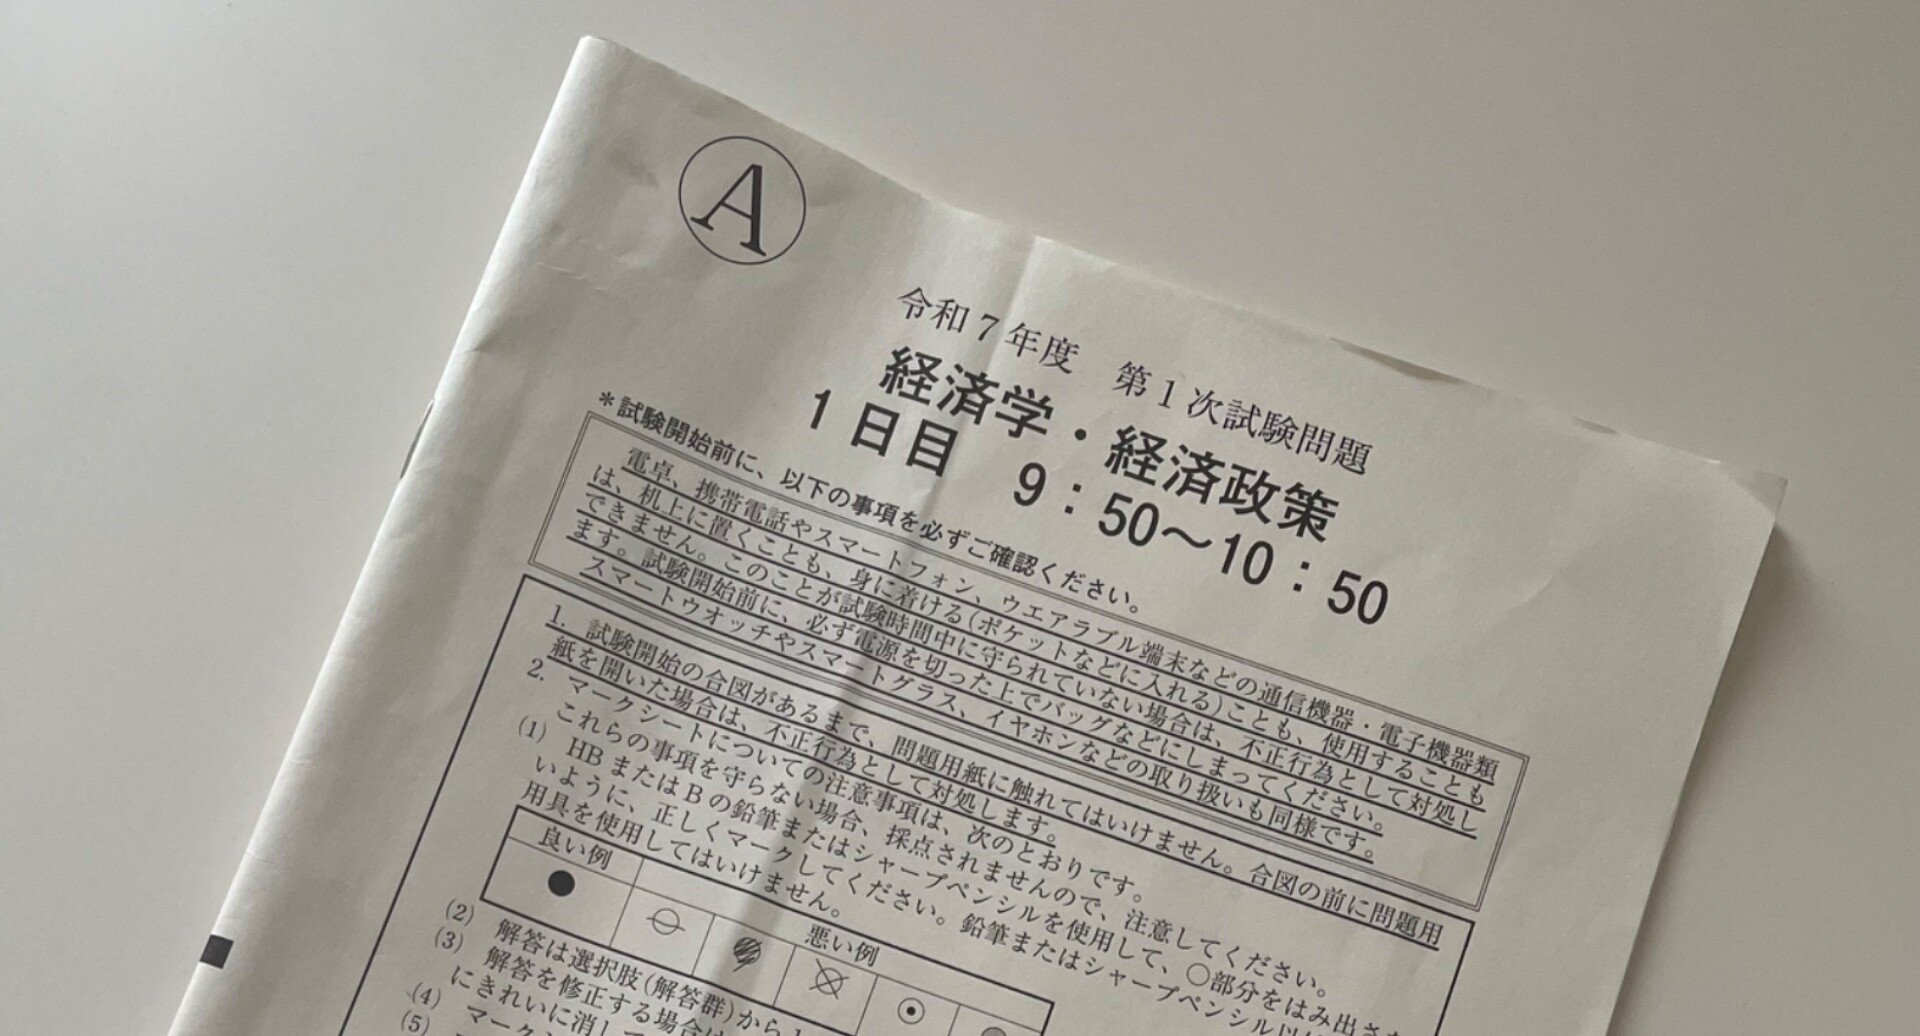 A
令和7年度 第1次試験問題
経済学・経済政策
1日目 9:50〜10:50
*試験開始前に、以下の事項を必ずご確認ください。
電卓、携帯電話やスマートフォン、ウエアラブル端末などの通信機器・電子機器類
は、机上に置くことも、身に着ける(ポケットなどに入れる)ことも、使用することも
できません。このことが試験時間中に守られていない場合は、不正行為として対処し
ます。試験開始前に、必ず電源を切った上でバッグなどにしまってください。
スマートウオッチやスマートグラス、イヤホンなどの取り扱いも同様です。
1. 試験開始の合図があるまで、問題用紙に触れてはいけません。合図の前に問題用
紙を開いた場合は、不正行為として対処します。
2. マークシートについての注意事項は、次のとおりです。
これらの事項を守らない場合、採点されませんので、注意してください。
(1) HBまたはBの鉛筆またはシャープペンシルを使用して、○部分をはみ出さな
いように、正しくマークしてください。鉛筆またはシャープペンシル以
用具を使用してはいけません。
良い例
悪い例
(2) 解答は選択肢(解答群)から1
(3) 解答を修正する場合は
にきれいに消して
(4) マーク
(5)